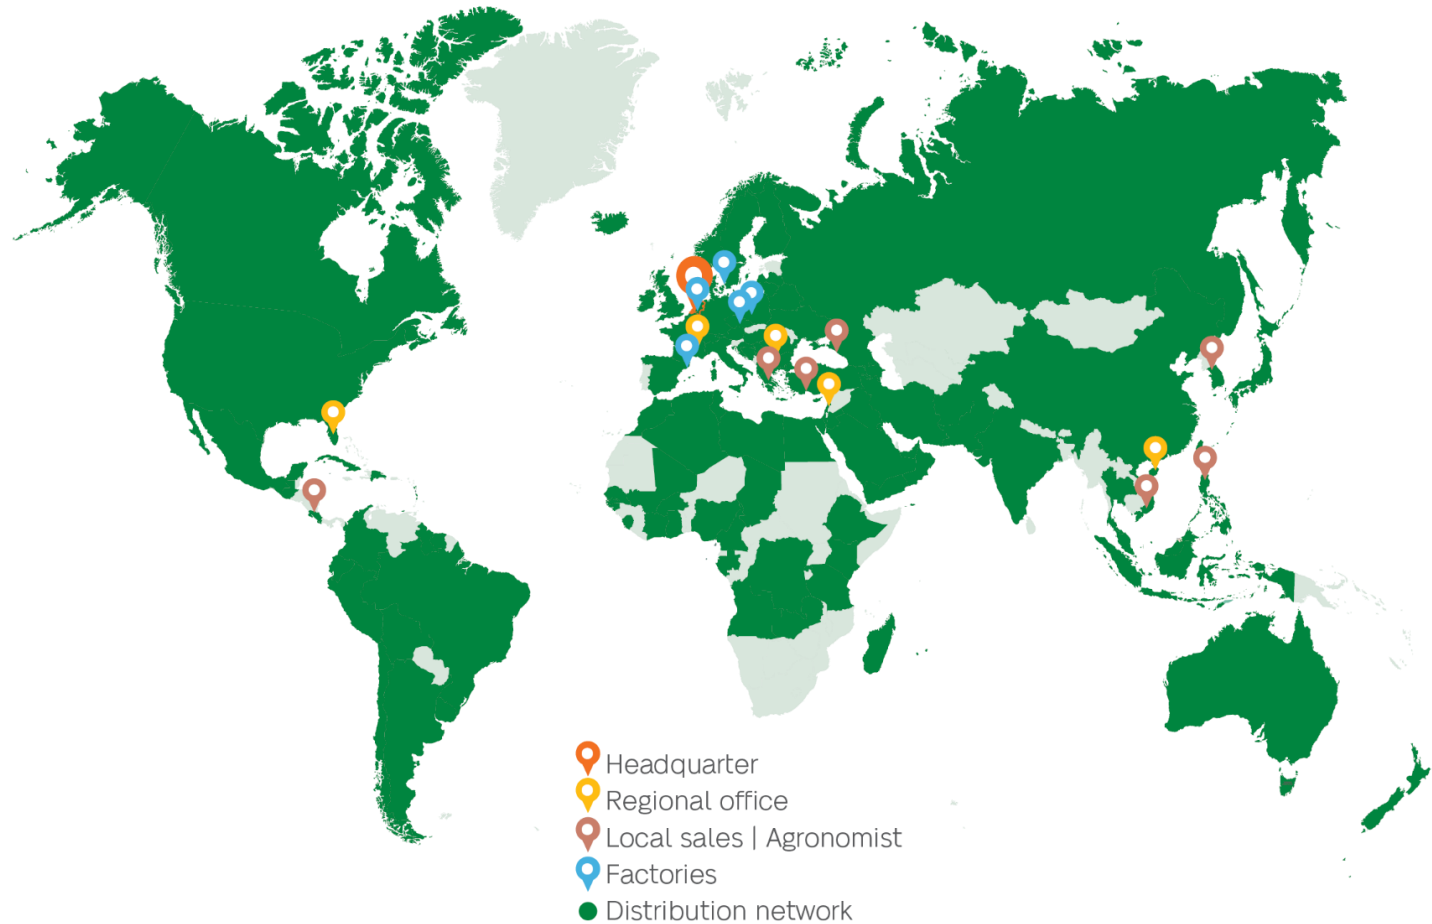 Headquarter
Regional office
Local sales | Agronomist
Factories
Distribution network